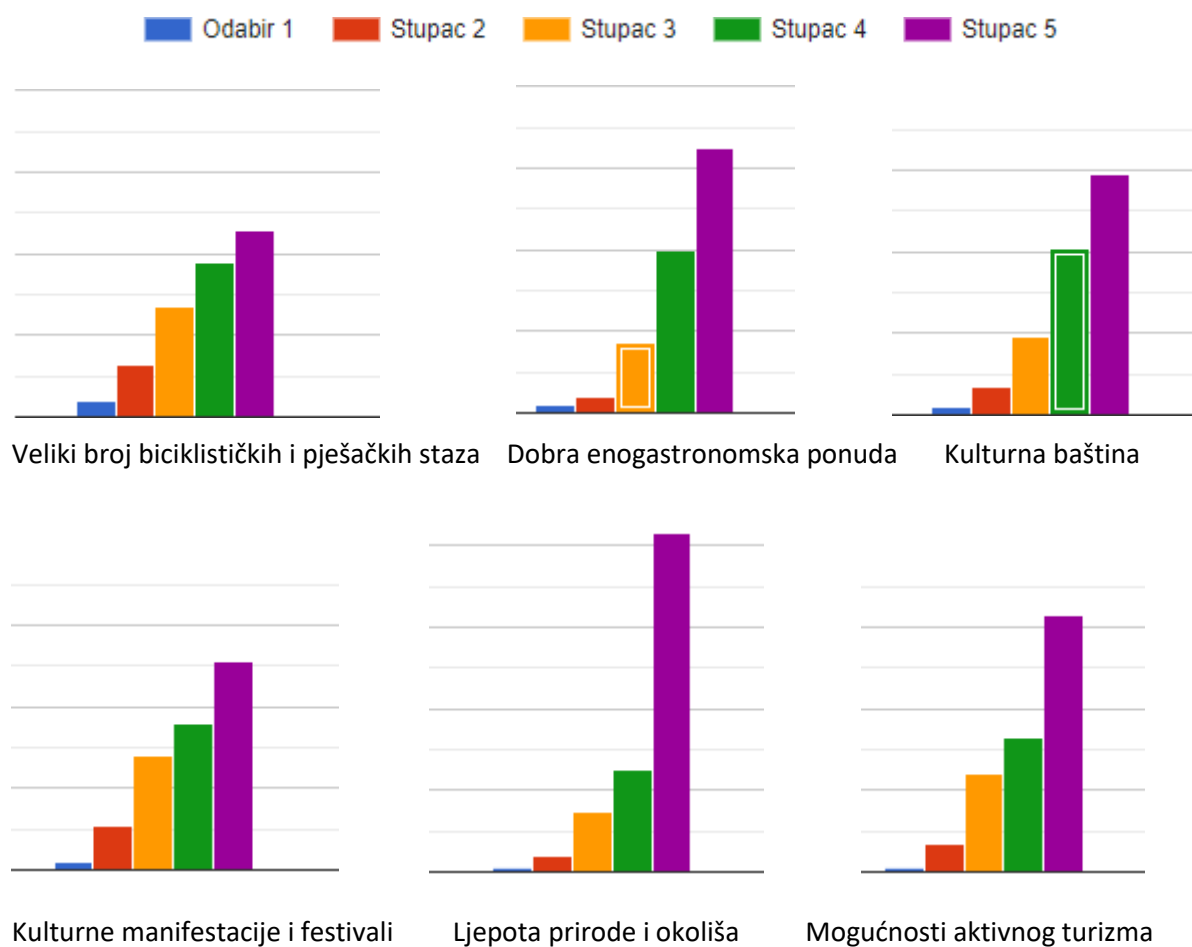 Odabir 1 Stupac 2 Stupac 3 Stupac 4 Stupac 5
Veliki broj biciklističkih i pješačkih staza Dobra enogastronomska ponuda Kulturna baština
Kulturne manifestacije i festivali Ljepota prirode i okoliša Mogućnosti aktivnog turizma